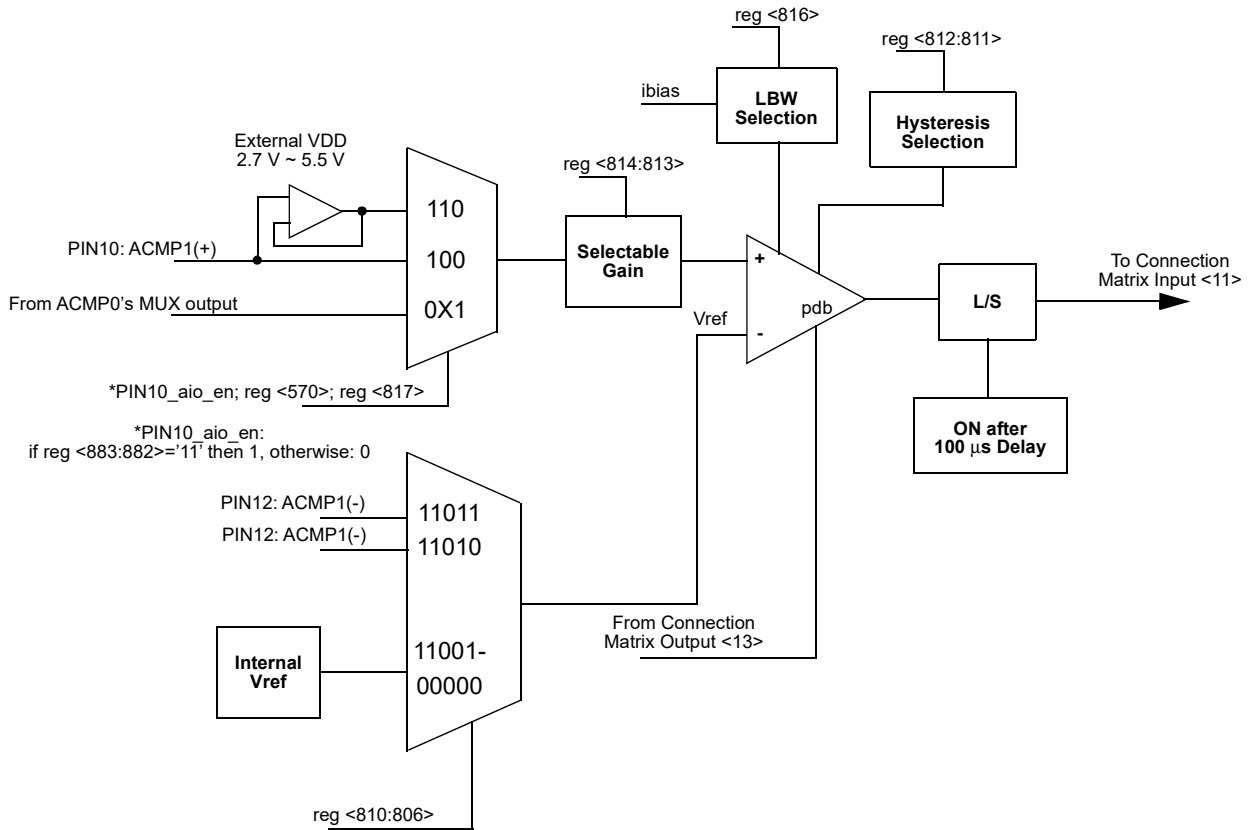 reg <816>
reg <812:811>
ibias
LBW
Selection
Hysteresis
Selection
External VDD
2.7 V ~ 5.5 V
reg <814:813>
110
PIN10: ACMP1(+)
100
Selectable
Gain
+
To Connection
Matrix Input <11>
From ACMP0’s MUX output
0X1
Vref
pdb
-
L/S
*PIN10_aio_en; reg <570>; reg <817>
*PIN10_aio_en:
if reg <883:882>=’11’ then 1, otherwise: 0
ON after
100 μs Delay
PIN12: ACMP1(-)
11011
PIN12: ACMP1(-)
11010
From Connection
Matrix Output <13>
Internal
Vref
11001-
00000
reg <810:806>